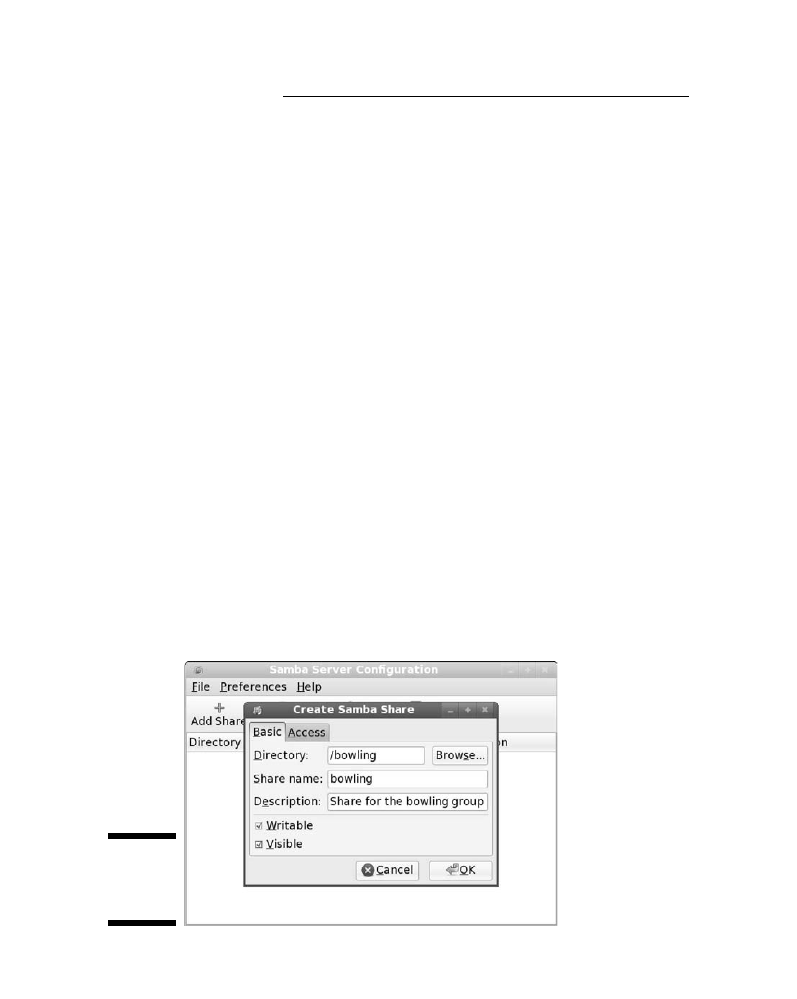 Samba Server Configuration
File Preferences Help
Add Share
Create Samba Share
Directory
on
Basic Access
Directory: /bowling Browse...
Share name: bowling
Description: Share for the bowling group
Writable
Visible
Cancel OK